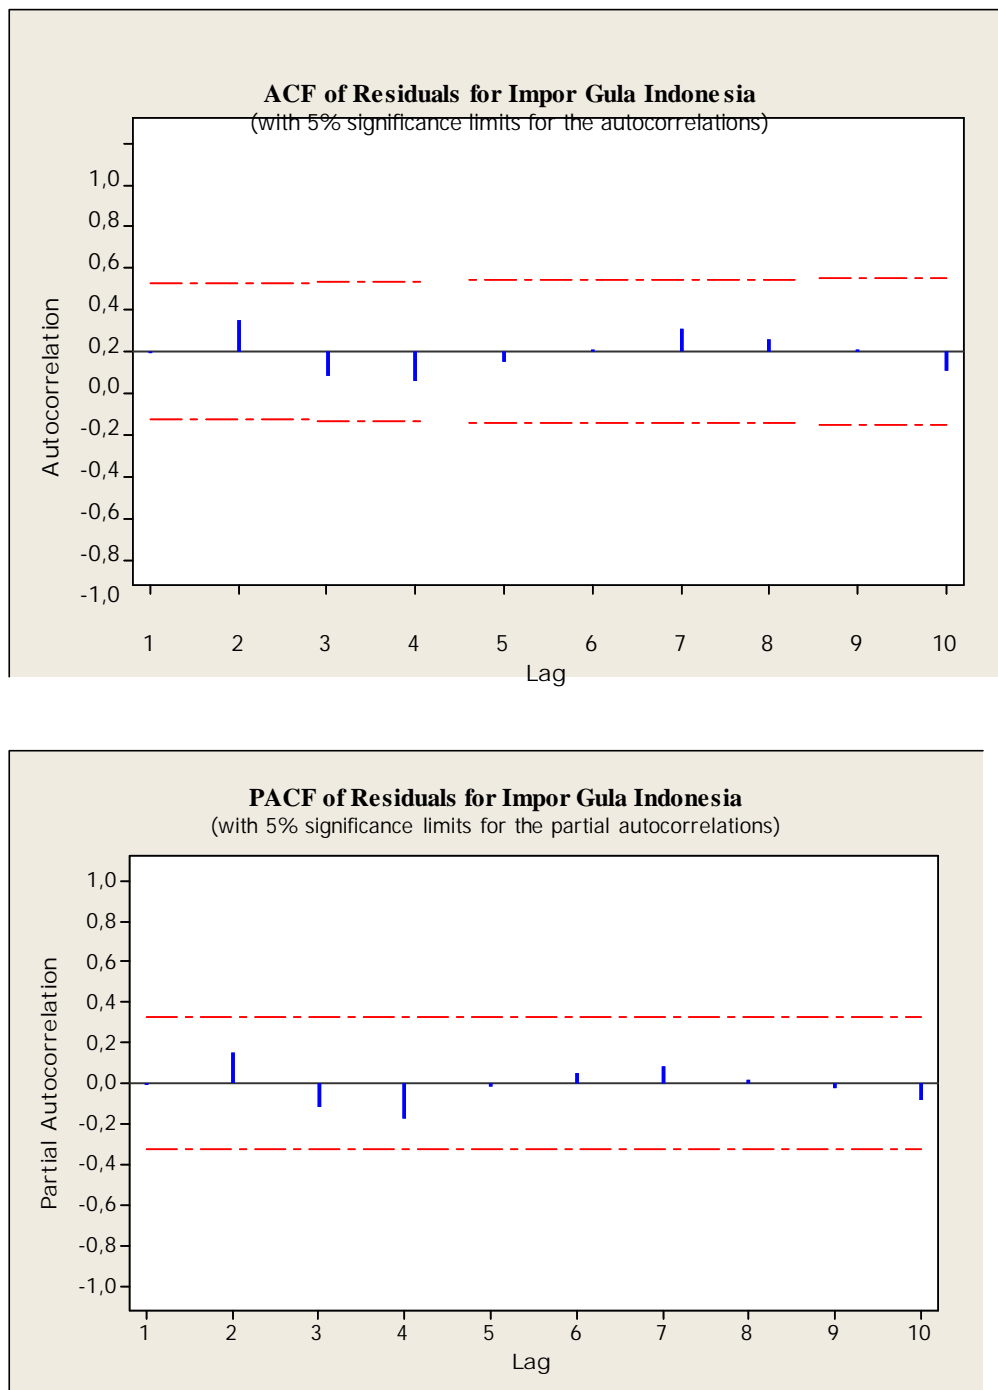 ACF of Residuals for Impor Gula Indonesia
(with 5% significance limits for the autocorrelations)
1,0
0,8
0,6
0,4
0,2
0,0
-0,2
-0,4
-0,6
-0,8
-1,0
Autocorrelation
1 2 3 4 5 6 7 8 9 10
Lag
PACF of Residuals for Impor Gula Indonesia
(with 5% significance limits for the partial autocorrelations)
1,0
0,8
0,6
0,4
0,2
0,0
-0,2
-0,4
-0,6
-0,8
-1,0
Partial Autocorrelation
1 2 3 4 5 6 7 8 9 10
Lag